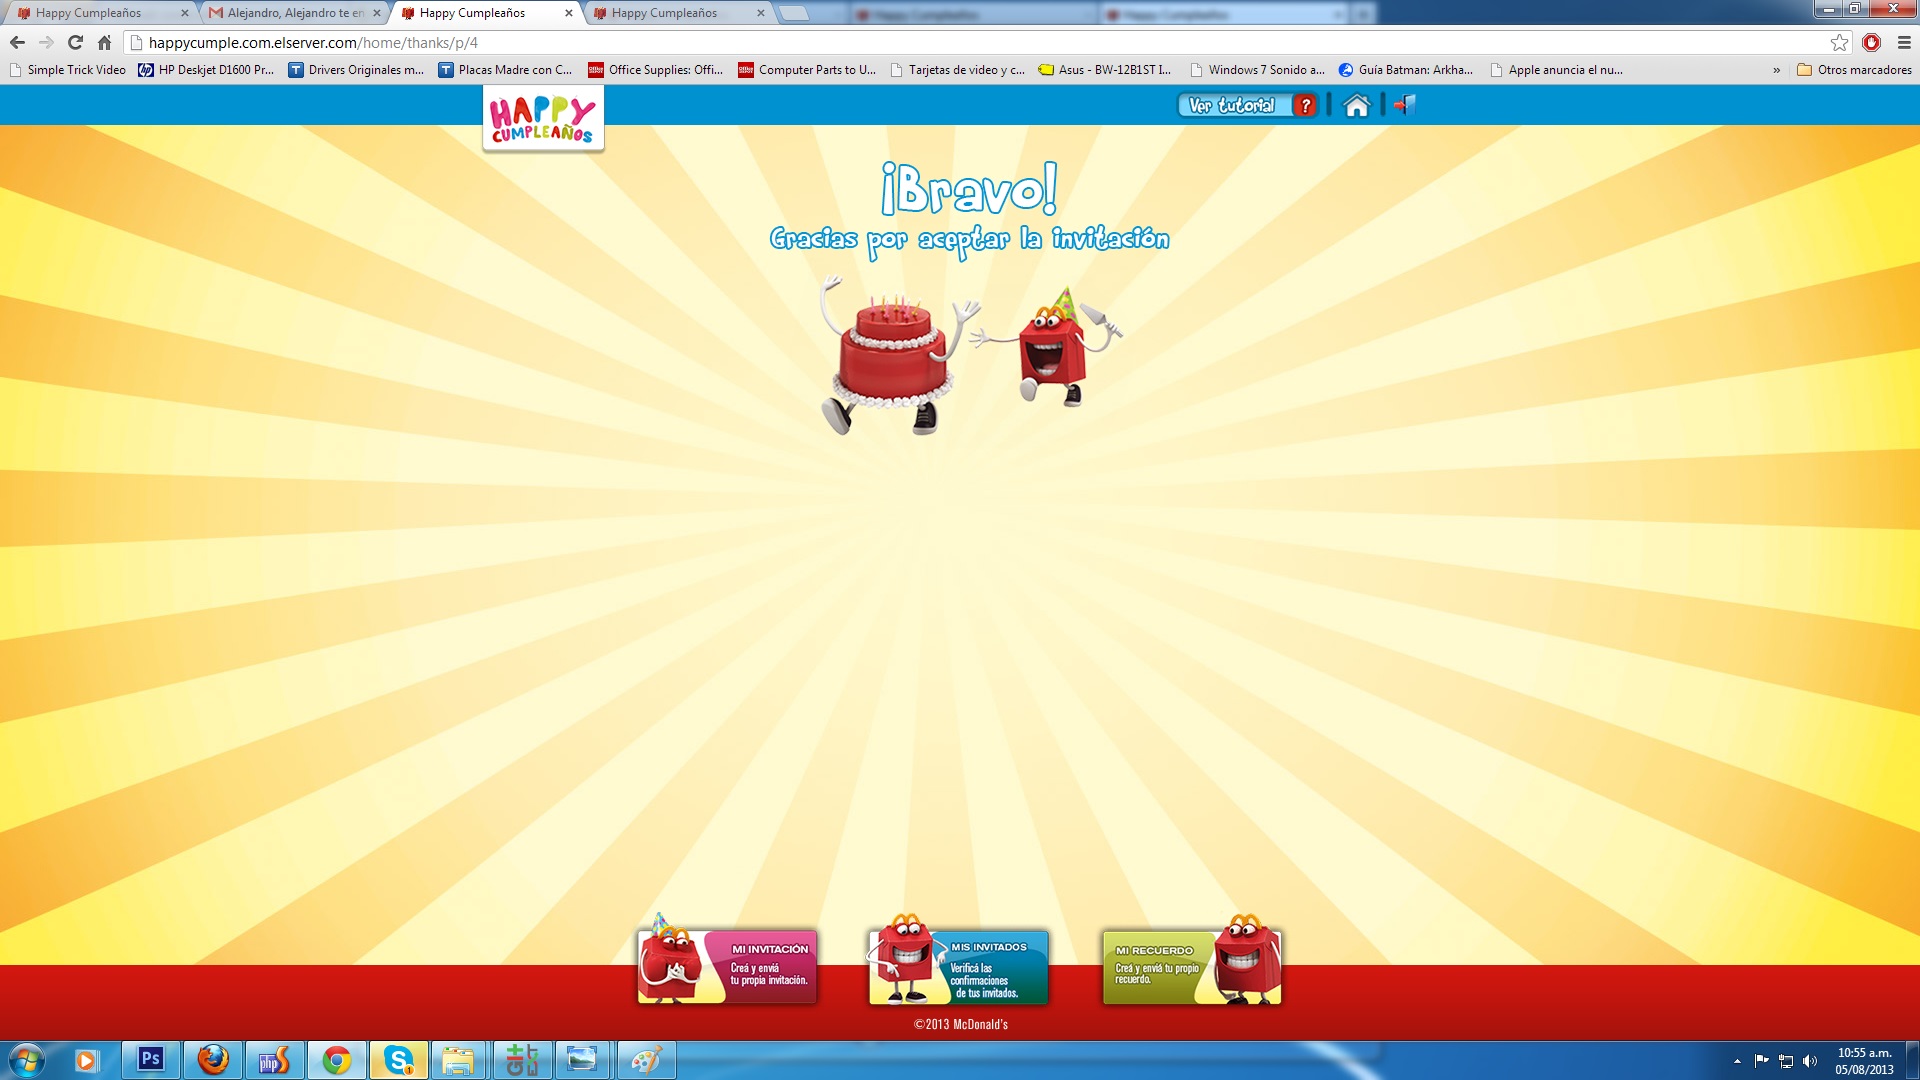 Happy Cumpleaños
Alejandro, Alejandro te en
Happy Cumpleaños
Happy Cumpleaños
happycumple.com.elserver.com/home/thanks/p/4
Simple Trick Video
HP Deskjet D1600 Pr...
Drivers Originales m...
Placas Madre con C...
Office Supplies: Offi...
Computer Parts to U...
Tarjetas de video y c...
Asus - BW-12B1ST I...
Windows 7 Sonido a...
Guía Batman: Arkha...
Apple anuncia el nu...
»
Otros marcadores
HAPPY
CUMPLEAÑOS
Ver tutorial ?
¡Bravo!
Gracias por aceptar la invitación
MI INVITACIÓN
Creá y enviá
tu propia invitación.
MIS INVITADOS
Verificá las
confirmaciones
de tus invitados.
MI RECUERDO
Creá y enviá tu propio
recuerdo.
©2013 McDonald's
Ps
php
S
1
10:55 a.m.
05/08/2013